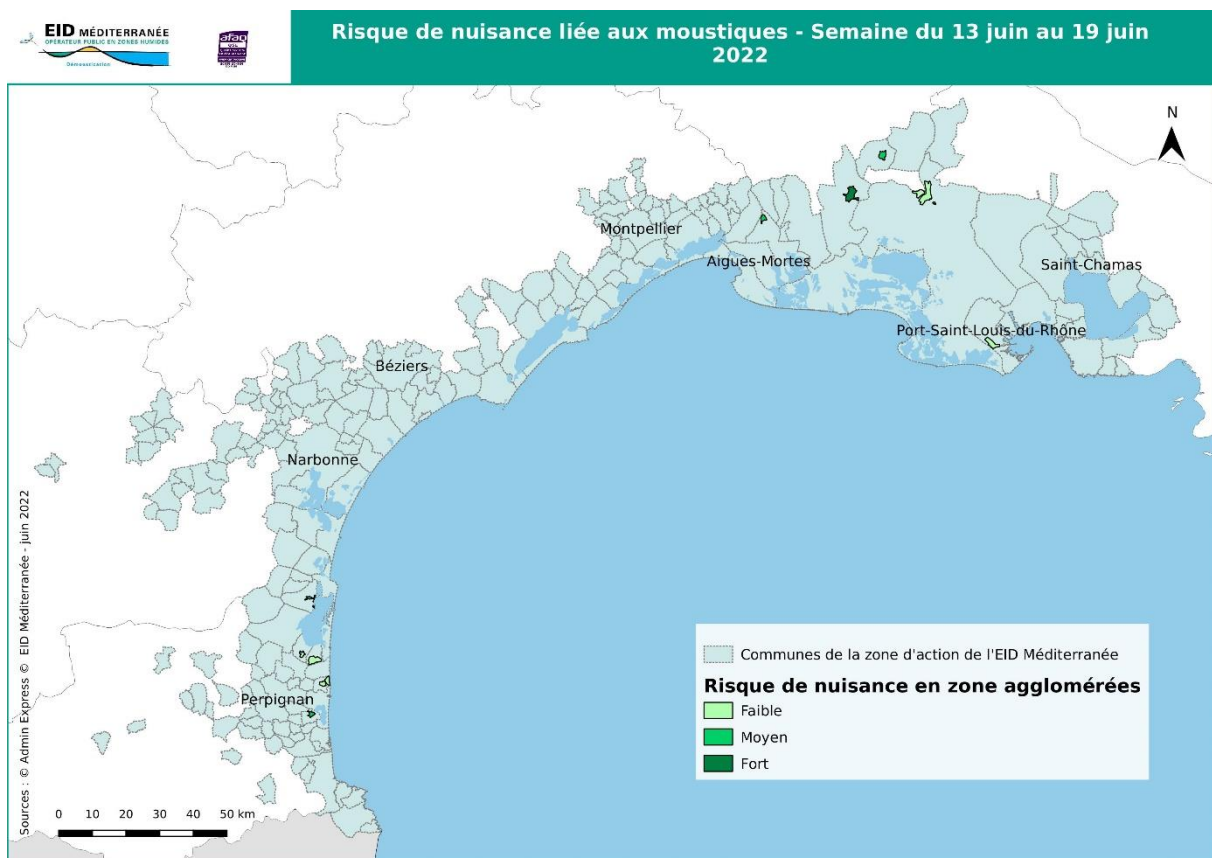 EID MÉDITERRANÉE
OPÉRATEUR PUBLIC EN ZONES HUMIDES
Démoustication
afaq
Risque de nuisance liée aux moustiques - Semaine du 13 juin au 19 juin
2022
N
Montpellier
Aigues-Mortes
Saint-Chamas
Port-Saint-Louis-du-Rhône
Béziers
Narbonne
Perpignan
Communes de la zone d'action de l'EID Méditerranée
Risque de nuisance en zone agglomérées
Faible
Moyen
Fort
Sources : © Admin Express © EID Méditerranée - juin 2022
0 10 20 30 40 50 km